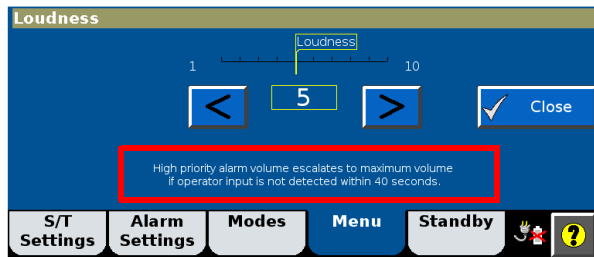 Loudness
Loudness
1 10
< 5 > Close
High priority alarm volume escalates to maximum volume
if operator input is not detected within 40 seconds.
S/T Alarm Modes Menu Standby
Settings Settings ?